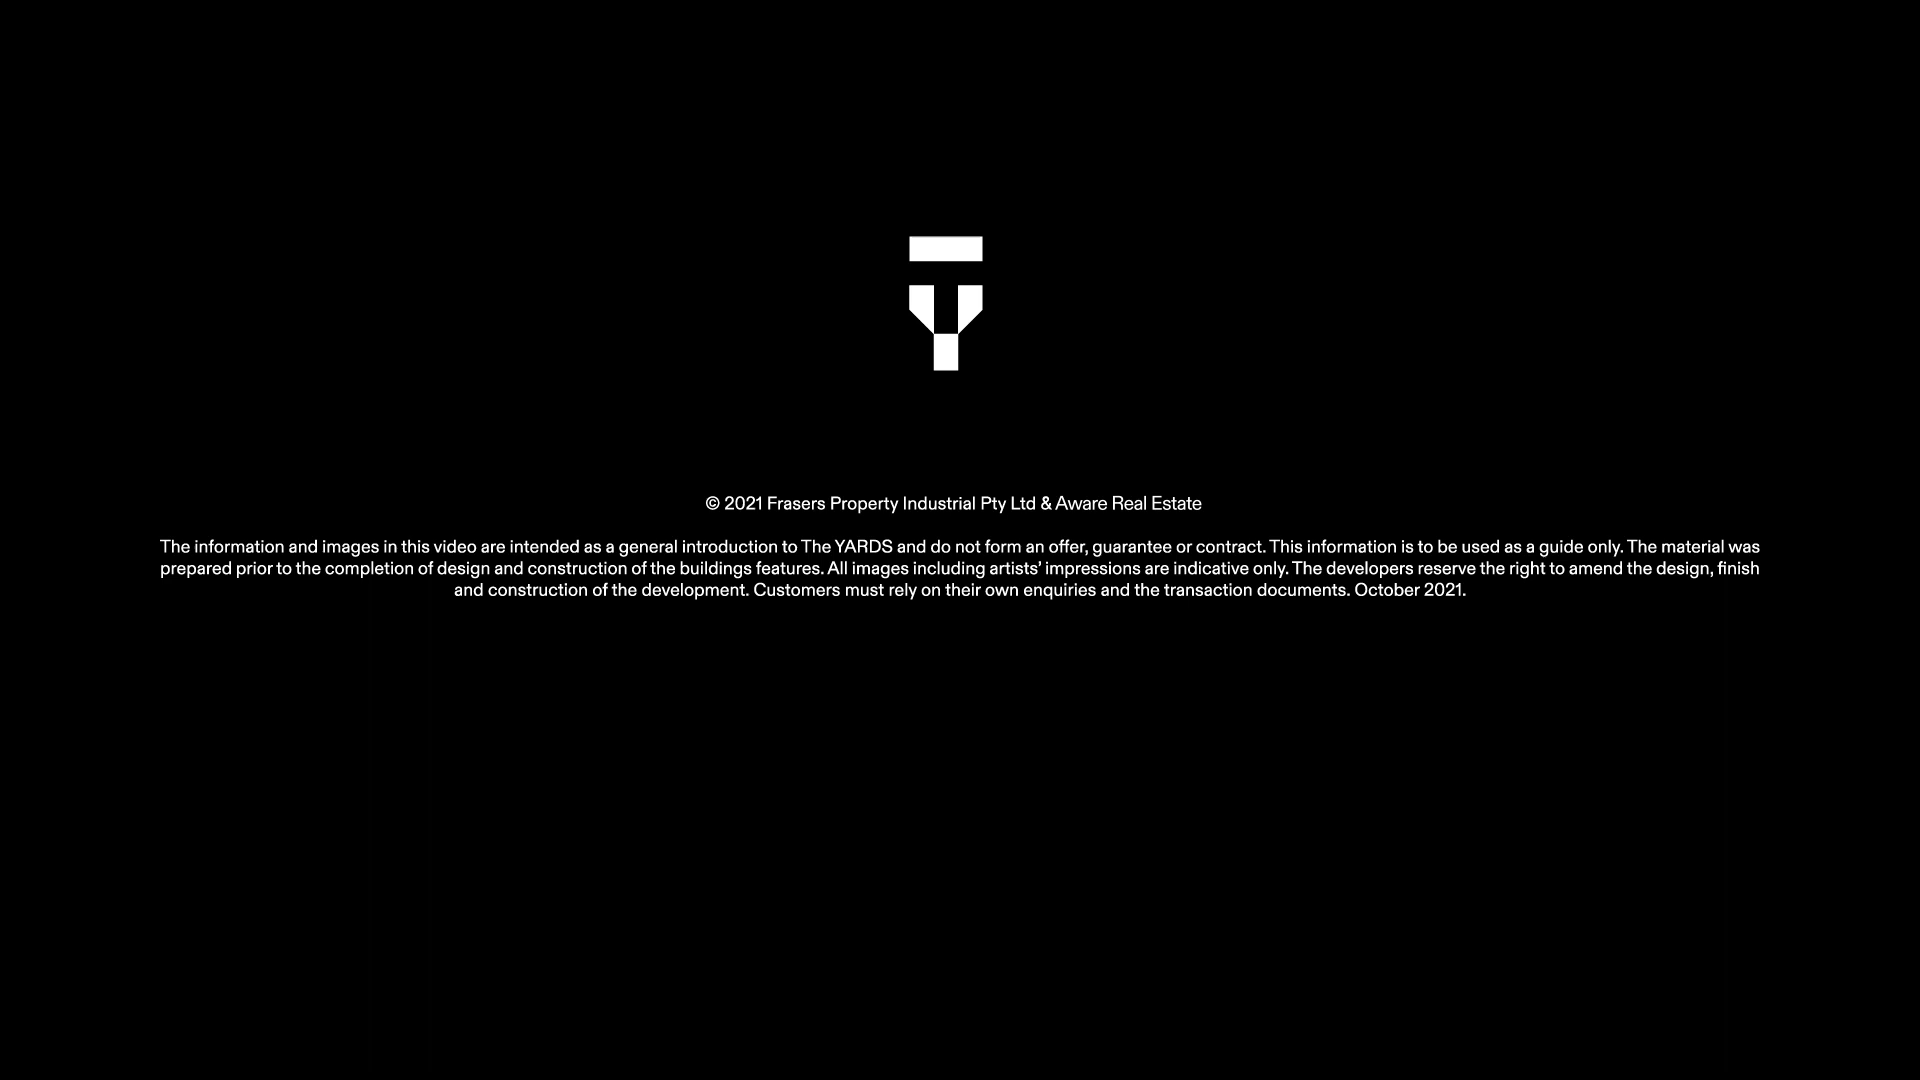 © 2021 Frasers Property Industrial Pty Ltd & Aware Real Estate
The information and images in this video are intended as a general introduction to The YARDS and do not form an offer, guarantee or contract. This information is to be used as a guide only. The material was
prepared prior to the completion of design and construction of the buildings features. All images including artists’ impressions are indicative only. The developers reserve the right to amend the design, finish
and construction of the development. Customers must rely on their own enquiries and the transaction documents. October 2021.